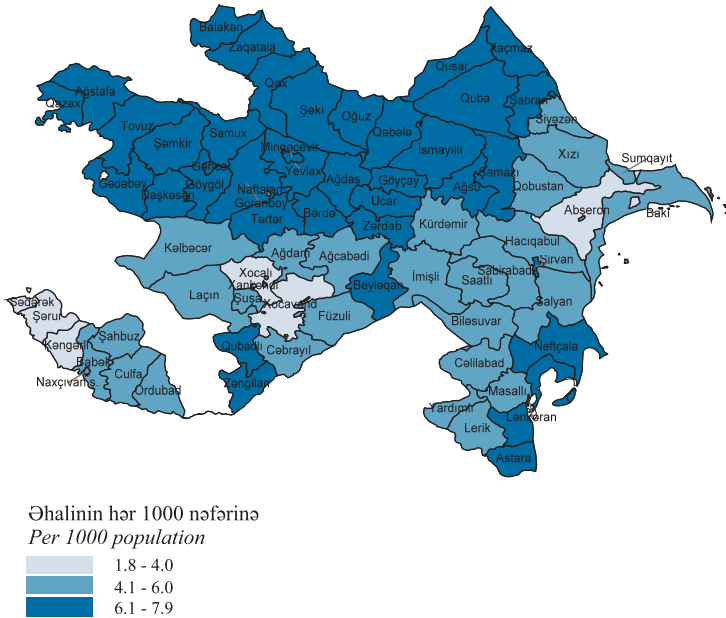 Balakən
Zaqatala
Xaçmaz
Qusar
Qax
Ağstafa
Qazax
Quba
Şabran
Şəki
Oğuz
Siyəzən
Tovuz
Samux
Qəbələ
Şəmkir
Mingəçevir
İsmayıllı
Xızı
Sumqayıt
Gəncə
Yevlax
Şamaxı
Gədəbəy
Göygöl
Ağdaş
Göyçay
Daşkəsən
Naftalan
Ağsu
Qobustan
Goranboy
Ucar
Abşeron
Bakı
Tərtər
Bərdə
Zərdab
Kürdəmir
Kəlbəcər
Ağdam
Hacıqabul
Ağcabədi
Şirvan
Xocalı
Xankəndi
Beyləqan
İmişli
Sabirabad
Saatlı
Laçın
Şuşa
Xocavənd
Salyan
Sədərək
Şərur
Füzuli
Biləsuvar
Şahbuz
Kəngərli
Qubadlı
Cəbrayıl
Neftçala
Babək
Culfa
Cəlilabad
Naxçıvan ş.
Ordubad
Zəngilan
Masallı
Yardımlı
Lənkəran
Lerik
Astara
Əhalinin hər 1000 nəfərinə
Per 1000 population
1.8 - 4.0
4.1 - 6.0
6.1 - 7.9